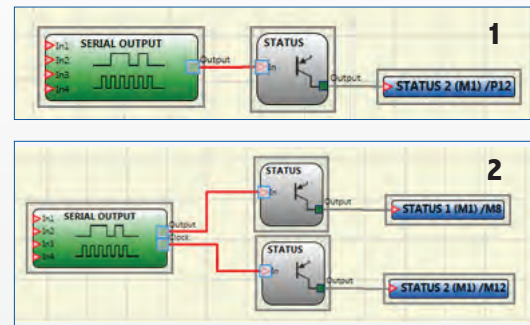 1
SERIAL OUTPUT
In1
In2
In3
In4
Output
STATUS
In
Output
STATUS 2 (M1) /P12
2
SERIAL OUTPUT
In1
In2
In3
In4
Output
Clock
STATUS
In
Output
STATUS 1 (M1) /M8
STATUS
In
Output
STATUS 2 (M1) /M12